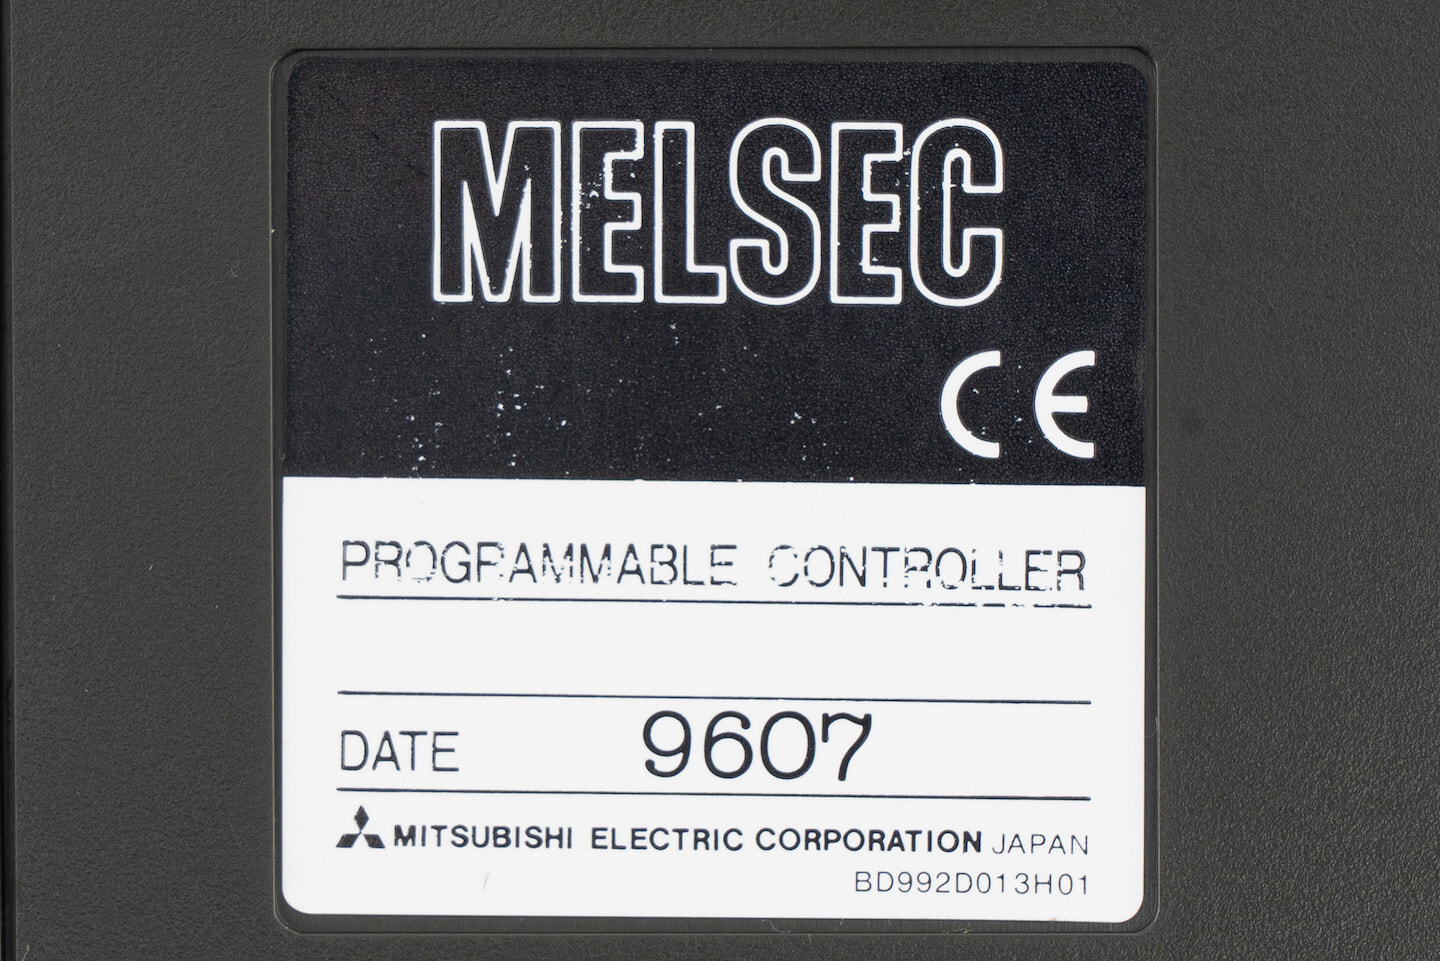 MELSEC
CE
PROGRAMMABLE CONTROLLER
DATE 9607
MITSUBISHI ELECTRIC CORPORATION JAPAN
BD992D013H01